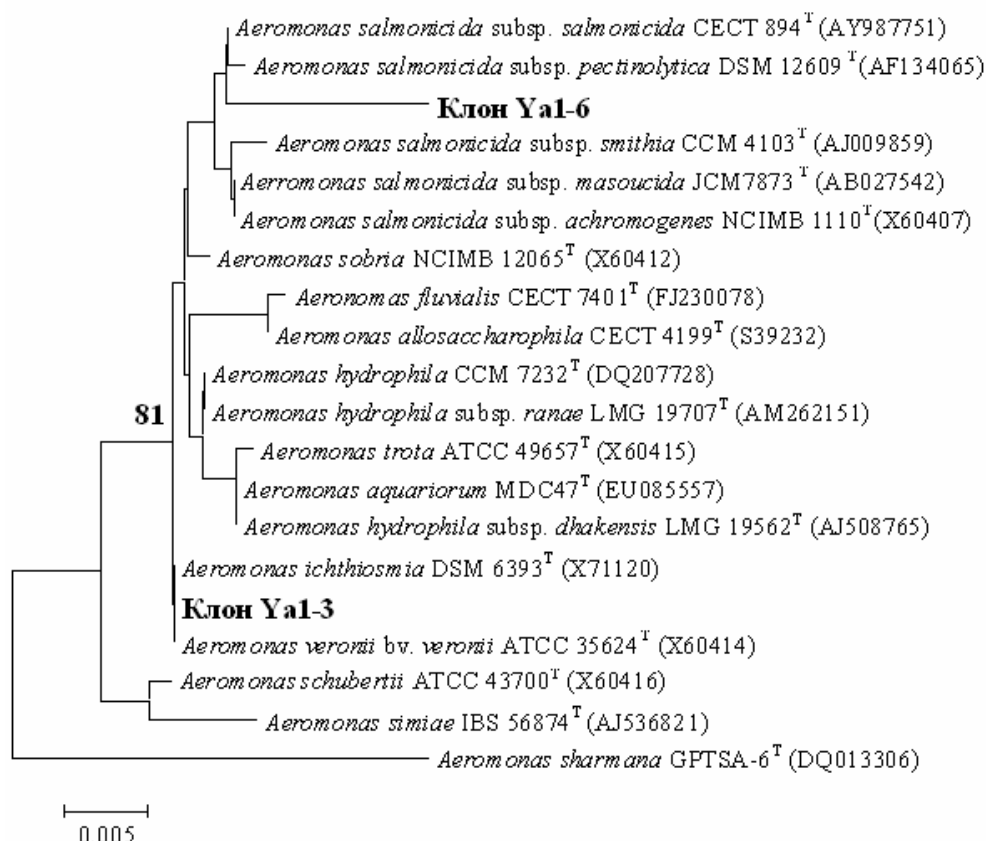 Aeromonas salmonicida subsp. salmonicida CECT 894T (AY987751)
Aeromonas salmonicida subsp. pectinolytica DSM 12609 T(AF134065)
Клон Ya1-6
Aeromonas salmonicida subsp. smithia CCM 4103T (AJ009859)
Aerromonas salmonicida subsp. masoucida JCM7873 T (AB027542)
Aeromonas salmonicida subsp. achromogenes NCIMB 1110T(X60407)
Aeromonas sobria NCIMB 12065T (X60412)
Aeronomas fluvialis CECT 7401T (FJ230078)
Aeromonas allosaccharophila CECT 4199T (S39232)
Aeromonas hydrophila CCM 7232T (DQ207728)
81
Aeromonas hydrophila subsp. ranae LMG 19707T (AM262151)
Aeromonas trota ATCC 49657T (X60415)
Aeromonas aquariorum MDC47T (EU085557)
Aeromonas hydrophila subsp. dhakensis LMG 19562T (AJ508765)
Aeromonas ichthiosmia DSM 6393T (X71120)
Клон Ya1-3
Aeromonas veronii bv. veronii ATCC 35624T (X60414)
Aeromonas schubertii ATCC 43700T (X60416)
Aeromonas simiae IBS 56874T (AJ536821)
Aeromonas sharmana GPTSA-6T (DQ013306)
0.005